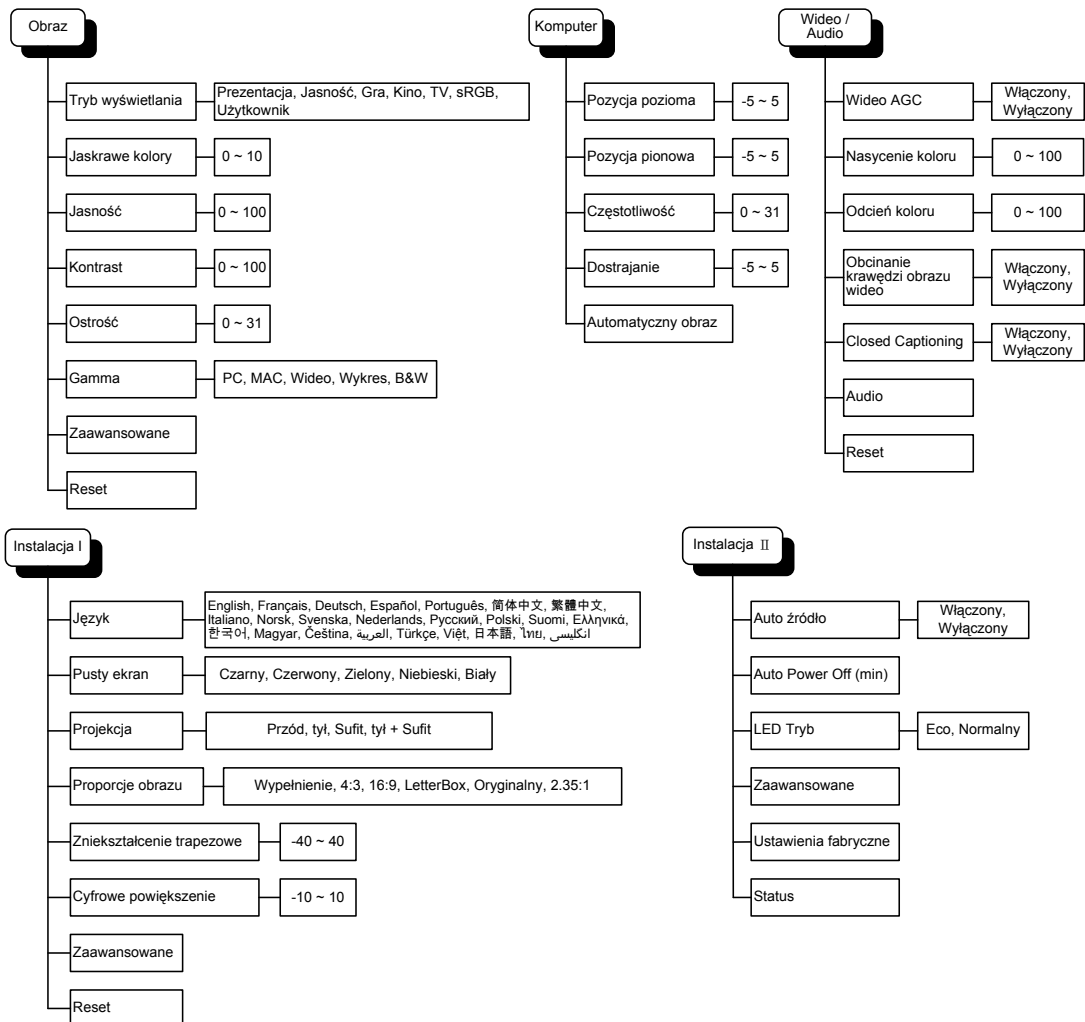 Obraz
Tryb wyświetlania
Prezentacja, Jasność, Gra, Kino, TV, sRGB,
Użytkownik
Jaskrawe kolory
0 ~ 10
Jasność
0 ~ 100
Kontrast
0 ~ 100
Ostrość
0 ~ 31
Gamma
PC, MAC, Wideo, Wykres, B&W
Zaawansowane
Reset
Komputer
Pozycja pozioma
-5 ~ 5
Pozycja pionowa
-5 ~ 5
Częstotliwość
0 ~ 31
Dostrajanie
-5 ~ 5
Automatyczny obraz
Wideo /
Audio
Wideo AGC
Włączony,
Wyłączony
Nasycenie koloru
0 ~ 100
Odcień koloru
0 ~ 100
Obcinanie
krawędzi obrazu
wideo
Włączony,
Wyłączony
Closed Captioning
Włączony,
Wyłączony
Audio
Reset
Instalacja I
Język
English, Français, Deutsch, Español, Português, 简体中文, 繁體中文,
Italiano, Norsk, Svenska, Nederlands, Русский, Polski, Suomi, Ελληνικά,
한국어, Magyar, Čeština, العربية, Türkçe, Việt, 日本語, ไทย, انكليسى
Pusty ekran
Czarny, Czerwony, Zielony, Niebieski, Biały
Projekcja
Przód, tył, Sufit, tył + Sufit
Proporcje obrazu
Wypełnienie, 4:3, 16:9, LetterBox, Oryginalny, 2.35:1
Zniekształcenie trapezowe
-40 ~ 40
Cyfrowe powiększenie
-10 ~ 10
Zaawansowane
Reset
Instalacja Ⅱ
Auto źródło
Włączony,
Wyłączony
Auto Power Off (min)
LED Tryb
Eco, Normalny
Zaawansowane
Ustawienia fabryczne
Status